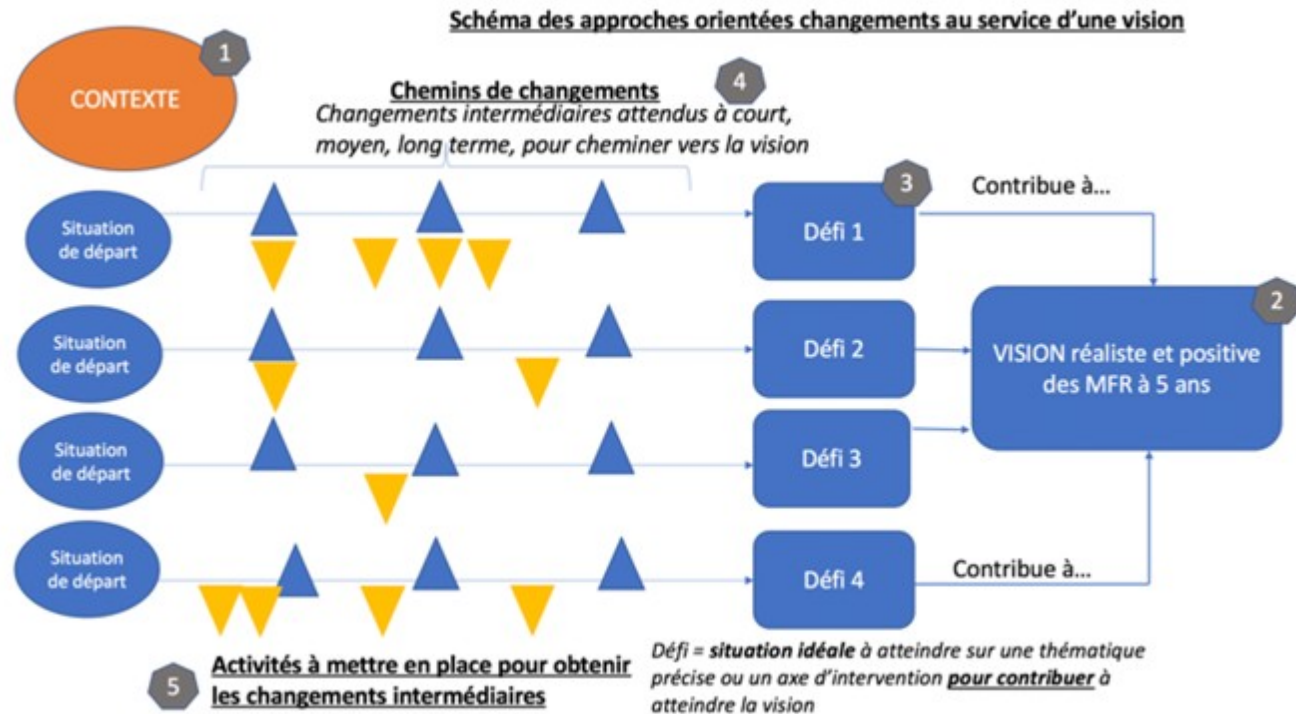 Schéma des approches orientées changements au service d'une vision
1
CONTEXTE
Chemins de changements
4
Changements intermédiaires attendus à court,
moyen, long terme, pour cheminer vers la vision
Situation
de départ
Défi 1
3
Contribue à...
Situation
de départ
Défi 2
2
VISION réaliste et positive
des MFR à 5 ans
Situation
de départ
Défi 3
Situation
de départ
Défi 4
Contribue à...
5
Activités à mettre en place pour obtenir
les changements intermédiaires
Défi = situation idéale à atteindre sur une thématique
précise ou un axe d'intervention pour contribuer à
atteindre la vision